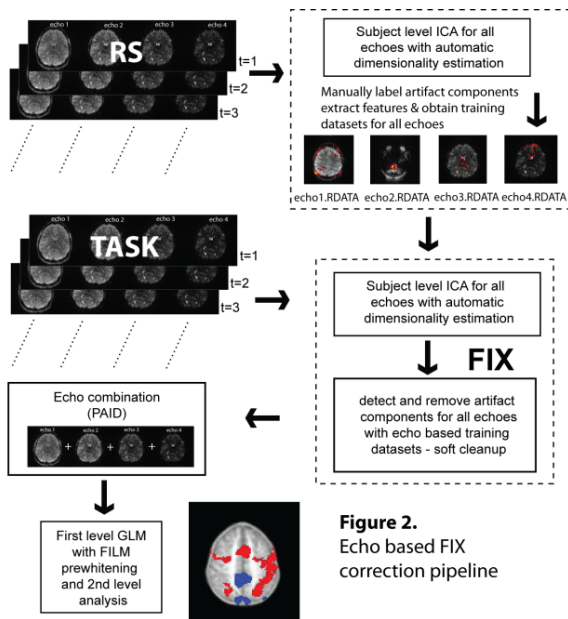 echo 1 echo 2 echo 3 echo 4
RS
t=1
t=2
t=3
Subject level ICA for all
echoes with automatic
dimensionality estimation
Manually label artifact components
extract features & obtain training
datasets for all echoes
echo1.RDATA echo2.RDATA echo3.RDATA echo4.RDATA
echo 1 echo 2 echo 3 echo 4
TASK
t=1
t=2
t=3
Subject level ICA for all
echoes with automatic
dimensionality estimation
FIX
detect and remove artifact
components for all echoes
with echo based training
datasets - soft cleanup
Echo combination
(PAID)
echo 1 echo 2 echo 3 echo 4
+ + +
First level GLM
with FILM
prewhitening
and 2nd level
analysis
Figure 2.
Echo based FIX
correction pipeline